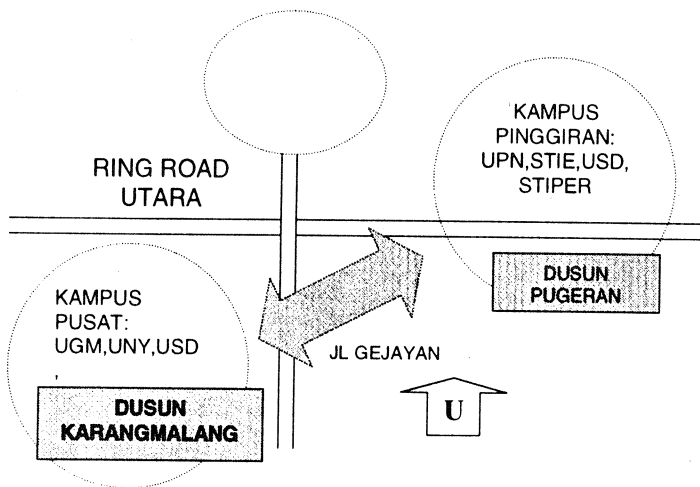 KAMPUS
PINGGIRAN:
UPN,STIE,USD,
STIPER
RING ROAD
UTARA
DUSUN
PUGERAN
KAMPUS
PUSAT:
UGM,UNY,USD
,
JL GEJAYAN
DUSUN
KARANGMALANG
U